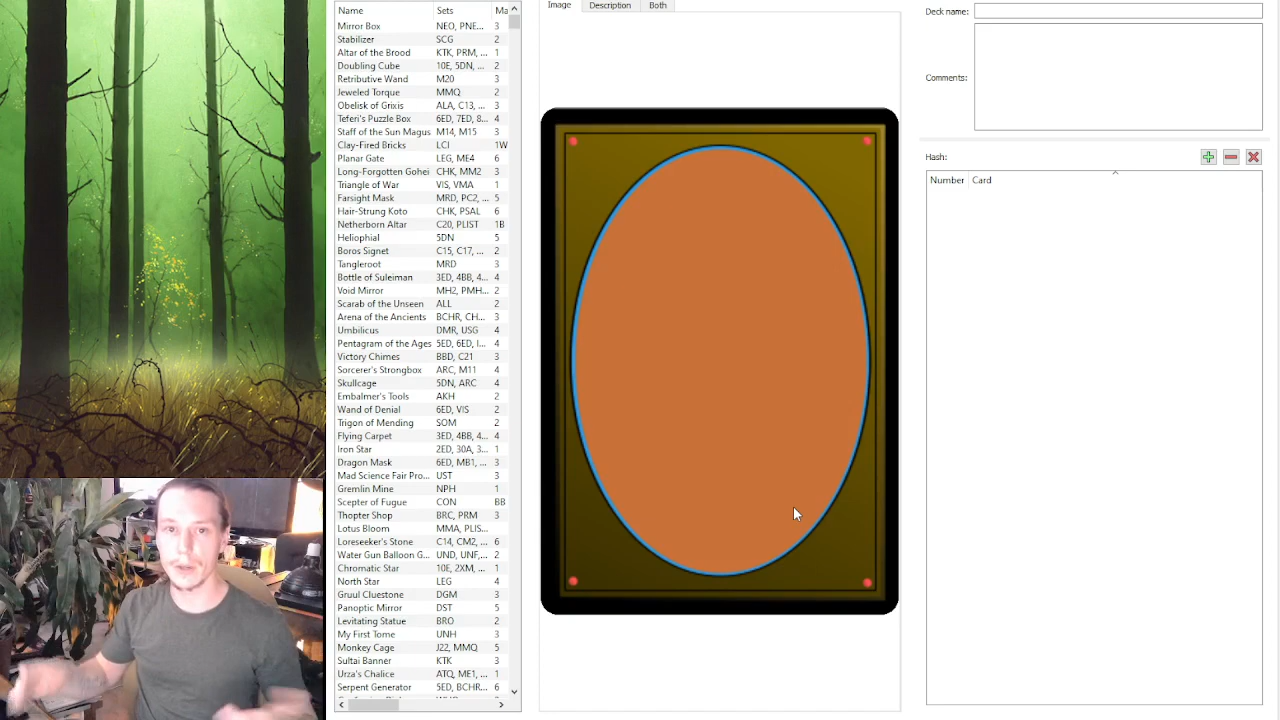 Name Sets Ma
Mirror Box NEO, PNE... 3
Stabilizer SCG 2
Altar of the Brood KTK, PRM, ... 1
Doubling Cube 10E, 5DN, ... 2
Retributive Wand M20 3
Jeweled Torque MMQ 2
Obelisk of Grixis ALA, C13, ... 3
Teferi's Puzzle Box 6ED, 7ED, 8... 4
Staff of the Sun Magus M14, M15 3
Clay-Fired Bricks LCI 1W
Planar Gate LEG, ME4 6
Long-Forgotten Gohei CHK, MM2 3
Triangle of War VIS, VMA 1
Farsight Mask MRD, PC2, ... 5
Hair-Strung Koto CHK, PSAL 6
Netherborn Altar C20, PLIST 1B
Heliophial 5DN 5
Boros Signet C15, C17, ... 2
Tangleroot MRD 3
Bottle of Suleiman 3ED, 4BB, 4... 4
Void Mirror MH2, PMH... 2
Scarab of the Unseen ALL 2
Arena of the Ancients BCHR, CH... 3
Umbilicus DMR, USG 4
Pentagram of the Ages 5ED, 6ED, I... 4
Victory Chimes BBD, C21 3
Sorcerer's Strongbox ARC, M11 4
Skullcage 5DN, ARC 4
Embalmer's Tools AKH 2
Wand of Denial 6ED, VIS 2
Trigon of Mending SOM 2
Flying Carpet 3ED, 4BB, 4... 4
Iron Star 2ED, 30A, 3... 1
Dragon Mask 6ED, MB1, ... 3
Mad Science Fair Pro... UST 3
Gremlin Mine NPH 1
Scepter of Fugue CON BB
Thopter Shop BRC, PRM 3
Lotus Bloom MMA, PLIS...
Loreseeker's Stone C14, CM2, ... 6
Water Gun Balloon G... UND, UNF,... 2
Chromatic Star 10E, 2XM, ... 1
North Star LEG 4
Gruul Cluestone DGM 3
Panoptic Mirror DST 5
Levitating Statue BRO 2
My First Tome UNH 3
Monkey Cage J22, MMQ 5
Sultai Banner KTK 3
Urza's Chalice ATQ, ME1, ... 1
Serpent Generator 5ED, BCHR... 6
Image Description Both
Deck name:
Comments:
Hash:
Number Card